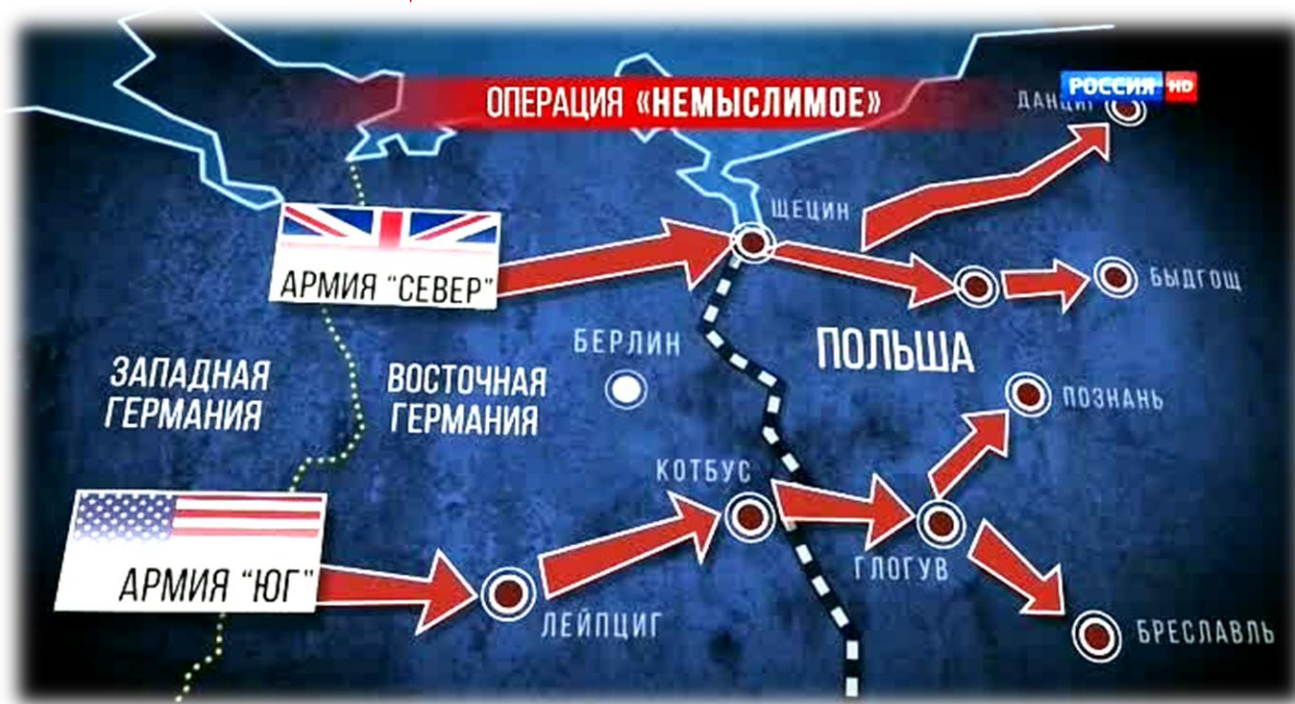 ОПЕРАЦИЯ «НЕМЫСЛИМОЕ»
РОССИЯ HD
ЩЕЦИН
АРМИЯ "СЕВЕР"
БЫДГОЩ
БЕРЛИН
ПОЛЬША
ЗАПАДНАЯ
ГЕРМАНИЯ
ВОСТОЧНАЯ
ГЕРМАНИЯ
ПОЗНАНЬ
КОТБУС
АРМИЯ "ЮГ"
ГЛОГУВ
ЛЕЙПЦИГ
БРЕСЛАВЛЬ